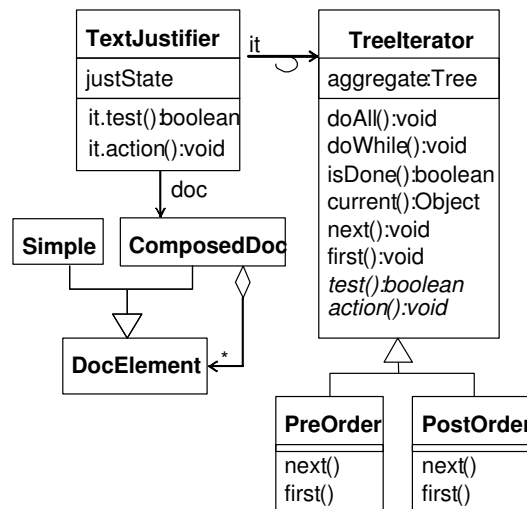 TextJustifier
justState
it.test():boolean
it.action():void
it
TreeIterator
aggregate:Tree
doAll():void
doWhile():void
isDone():boolean
current():Object
next():void
first():void
test():boolean
action():void
doc
Simple
ComposedDoc
DocElement
*
PreOrder
next()
first()
PostOrder
next()
first()